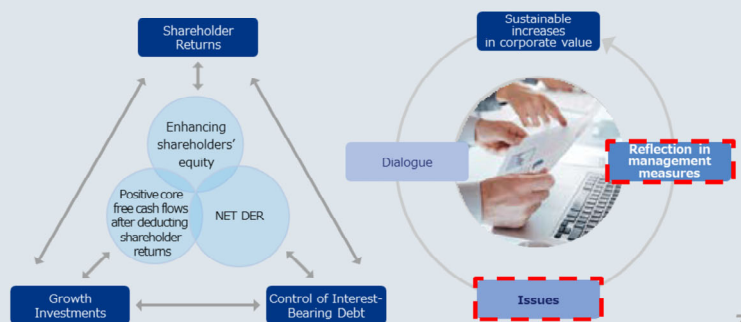 Shareholder
Returns
Enhancing
shareholders'
equity
Positive core
free cash flows
after deducting
shareholder
returns
NET DER
Growth
Investments
Control of Interest-
Bearing Debt
Sustainable
increases
in corporate value
Dialogue
Reflection in
management
measures
Issues